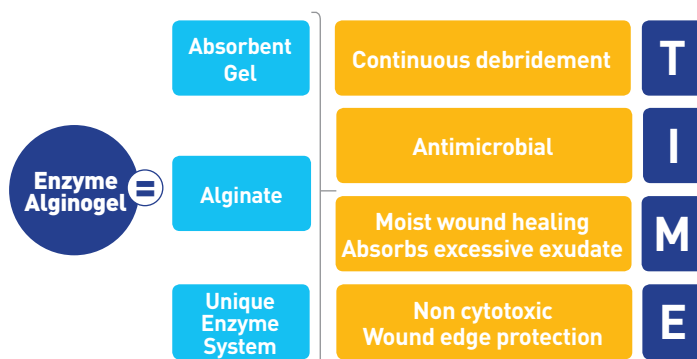 Enzyme
Alginogel
=
Absorbent
Gel
Alginate
Unique
Enzyme
System
Continuous debridement
T
Antimicrobial
I
Moist wound healing
Absorbs excessive exudate
M
Non cytotoxic
Wound edge protection
E